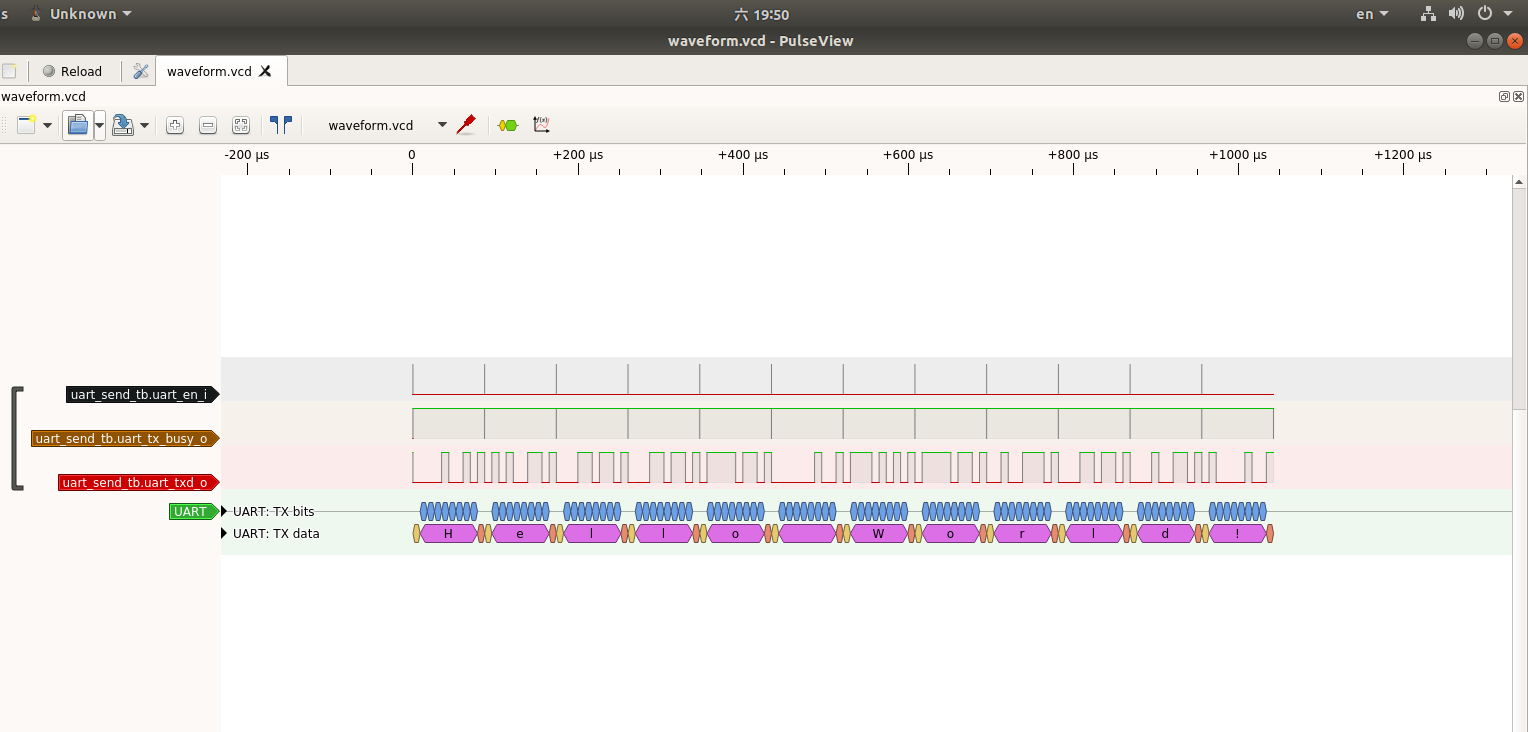 s Unknown 六 19:50 en
waveform.vcd - PulseView
Reload waveform.vcd
waveform.vcd
waveform.vcd f(x)
-200 µs 0 +200 µs +400 µs +600 µs +800 µs +1000 µs +1200 µs
uart_send_tb.uart_en_i
uart_send_tb.uart_tx_busy_o
uart_send_tb.uart_txd_o
UART UART: TX bits
UART: TX data H e l l o W o r l d !